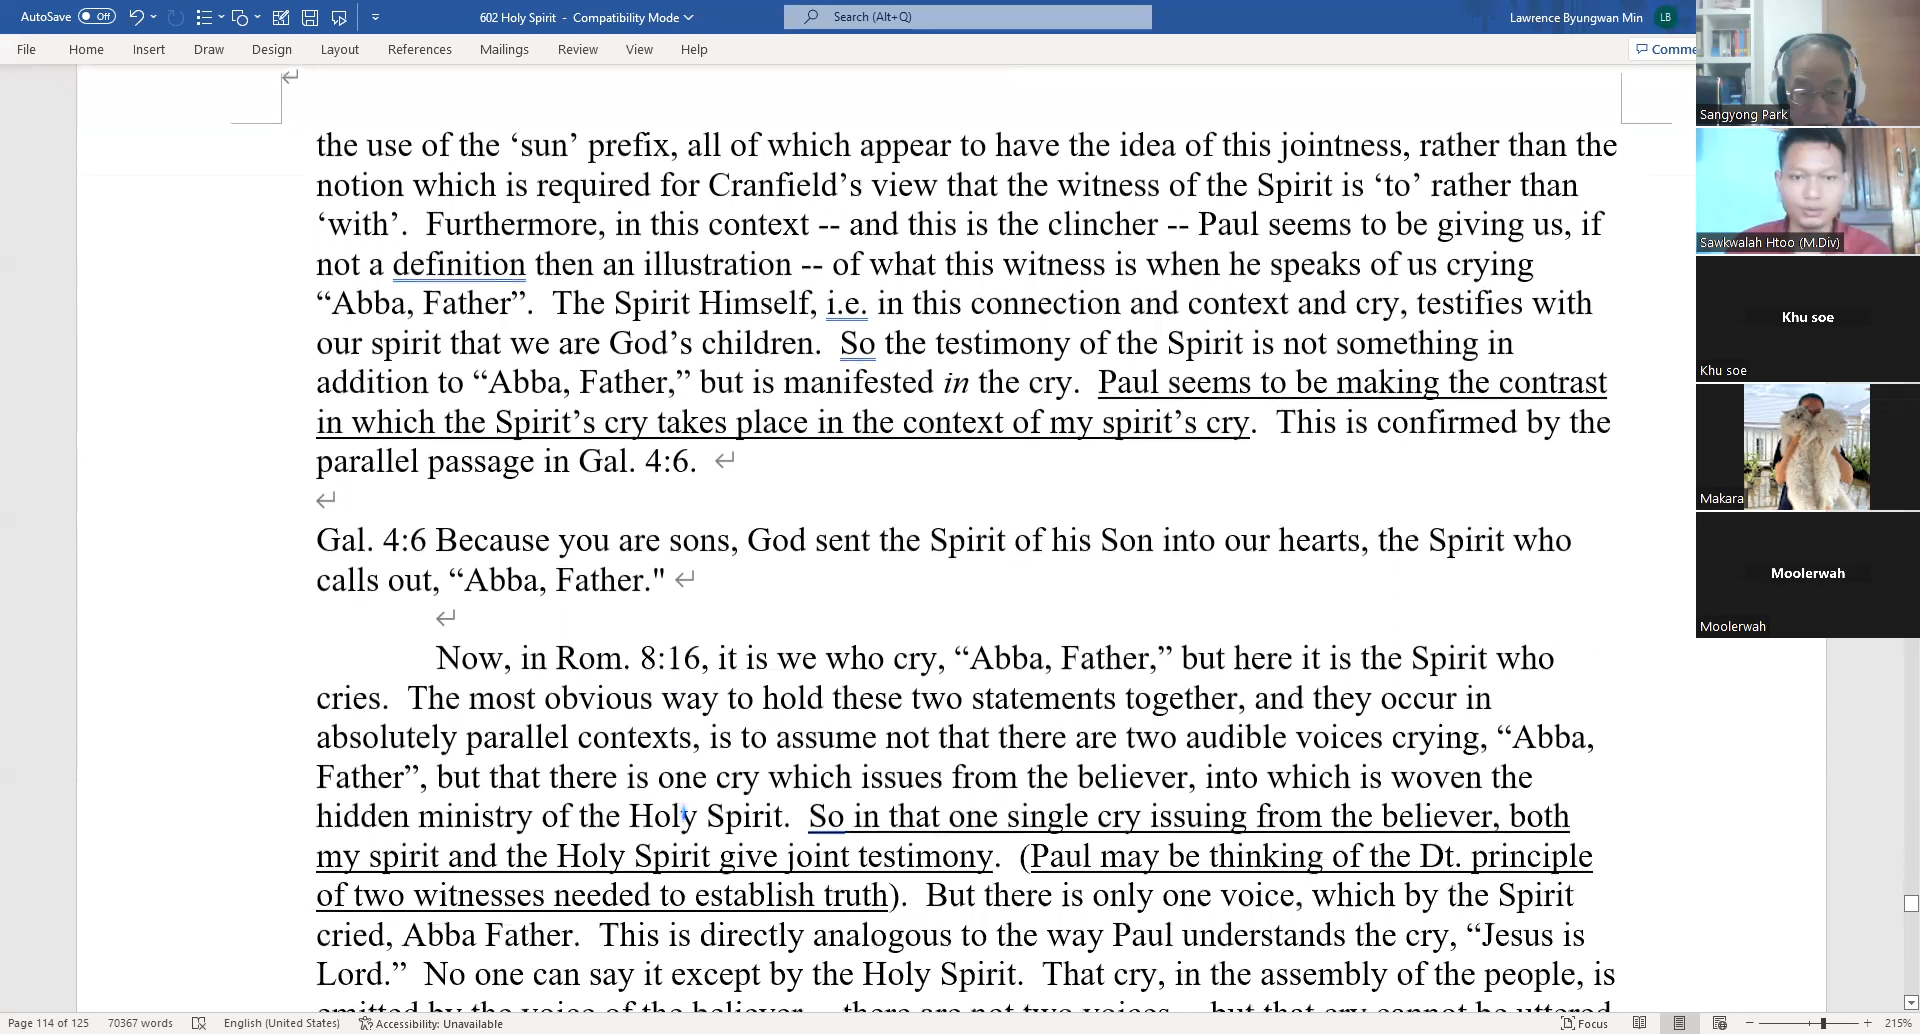 AutoSave Off
602 Holy Spirit - Compatibility Mode
Search (Alt+Q)
Lawrence Byungwan Min LB
File Home Insert Draw Design Layout References Mailings Review View Help
Comme
the use of the ‘sun’ prefix, all of which appear to have the idea of this jointness, rather than the
notion which is required for Cranfield’s view that the witness of the Spirit is ‘to’ rather than
‘with’. Furthermore, in this context -- and this is the clincher -- Paul seems to be giving us, if
not a definition then an illustration -- of what this witness is when he speaks of us crying
“Abba, Father”. The Spirit Himself, i.e. in this connection and context and cry, testifies with
our spirit that we are God’s children. So the testimony of the Spirit is not something in
addition to “Abba, Father,” but is manifested in the cry. Paul seems to be making the contrast
in which the Spirit’s cry takes place in the context of my spirit’s cry. This is confirmed by the
parallel passage in Gal. 4:6.
Gal. 4:6 Because you are sons, God sent the Spirit of his Son into our hearts, the Spirit who
calls out, “Abba, Father."
Now, in Rom. 8:16, it is we who cry, “Abba, Father,” but here it is the Spirit who
cries. The most obvious way to hold these two statements together, and they occur in
absolutely parallel contexts, is to assume not that there are two audible voices crying, “Abba,
Father”, but that there is one cry which issues from the believer, into which is woven the
hidden ministry of the Holy Spirit. So in that one single cry issuing from the believer, both
my spirit and the Holy Spirit give joint testimony. (Paul may be thinking of the Dt. principle
of two witnesses needed to establish truth). But there is only one voice, which by the Spirit
cried, Abba Father. This is directly analogous to the way Paul understands the cry, “Jesus is
Lord.” No one can say it except by the Holy Spirit. That cry, in the assembly of the people, is
emitted by the voice of the believer -- there are not two voices -- but that cry cannot be uttered
Sangyong Park
Sawkwalah Htoo (M.Div)
Khu soe
Khu soe
Makara
Moolerwah
Moolerwah
Page 114 of 125 70367 words English (United States) Accessibility: Unavailable
Focus
215%